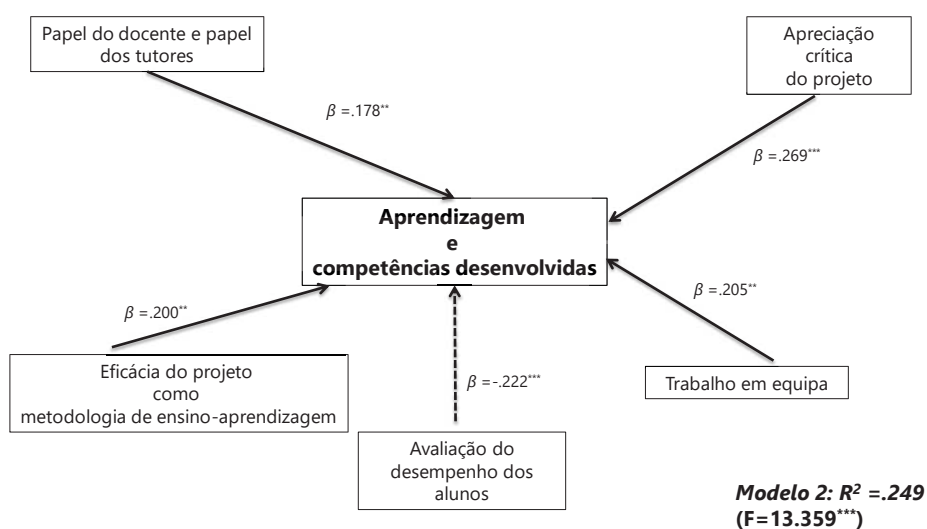 Papel do docente e papel
dos tutores
Apreciação
crítica
do projeto
β =.178**
β =.269***
Aprendizagem
e
competências desenvolvidas
β =.200**
β =.205**
Eficácia do projeto
como
metodologia de ensino-aprendizagem
β =-.222***
Trabalho em equipa
Avaliação do
desempenho dos
alunos
Modelo 2: R² =.249
(F=13.359***)